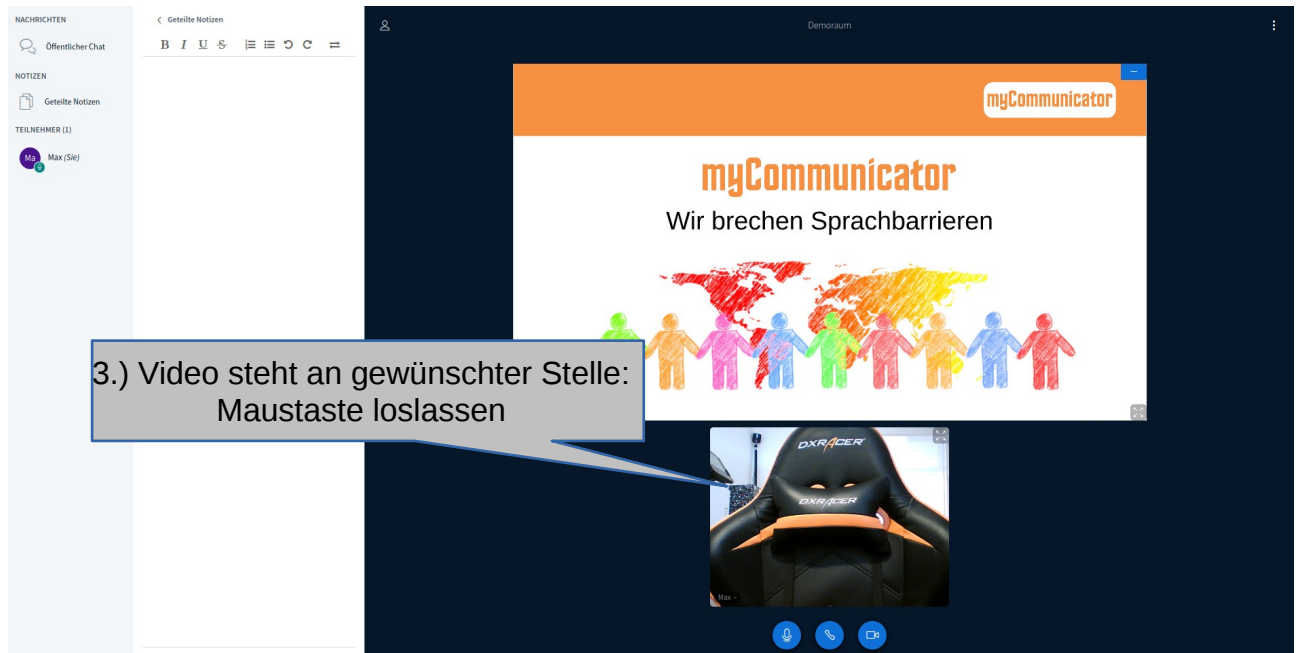 NACHRICHTEN
Öffentlicher Chat
NOTIZEN
Geteilte Notizen
TEILNEHMER (1)
Ma
Max (Sie)
Geteilte Notizen
B I U S
Demoraum
myCommunicator
myCommunicator
Wir brechen Sprachbarrieren
3.) Video steht an gewünschter Stelle:
Maustaste loslassen
DXRACER
DXRACER
Max